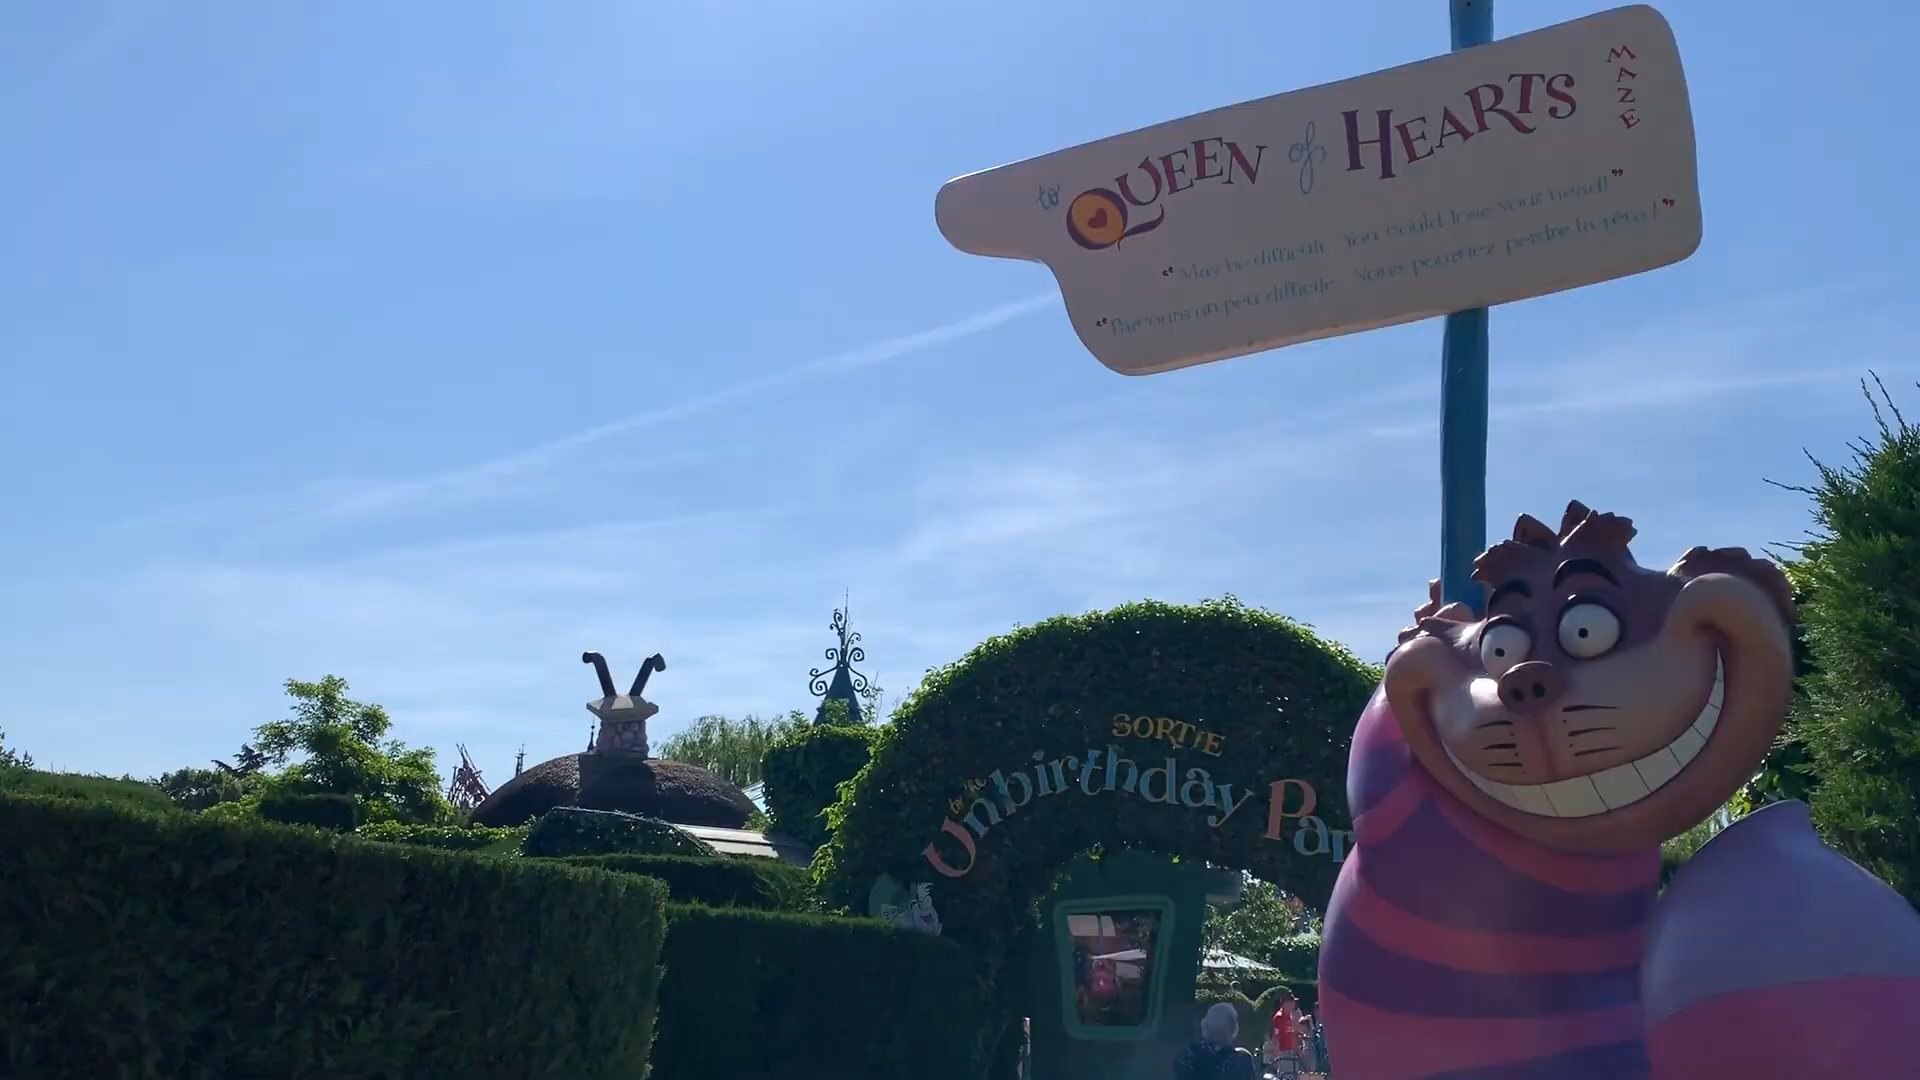 to QUEEN of HEARTS MAZE
"May be difficult. You could lose your head!"
"Parcours un peu difficile. Vous pourriez perdre la tête!"
SORTIE
to the Unbirthday Par